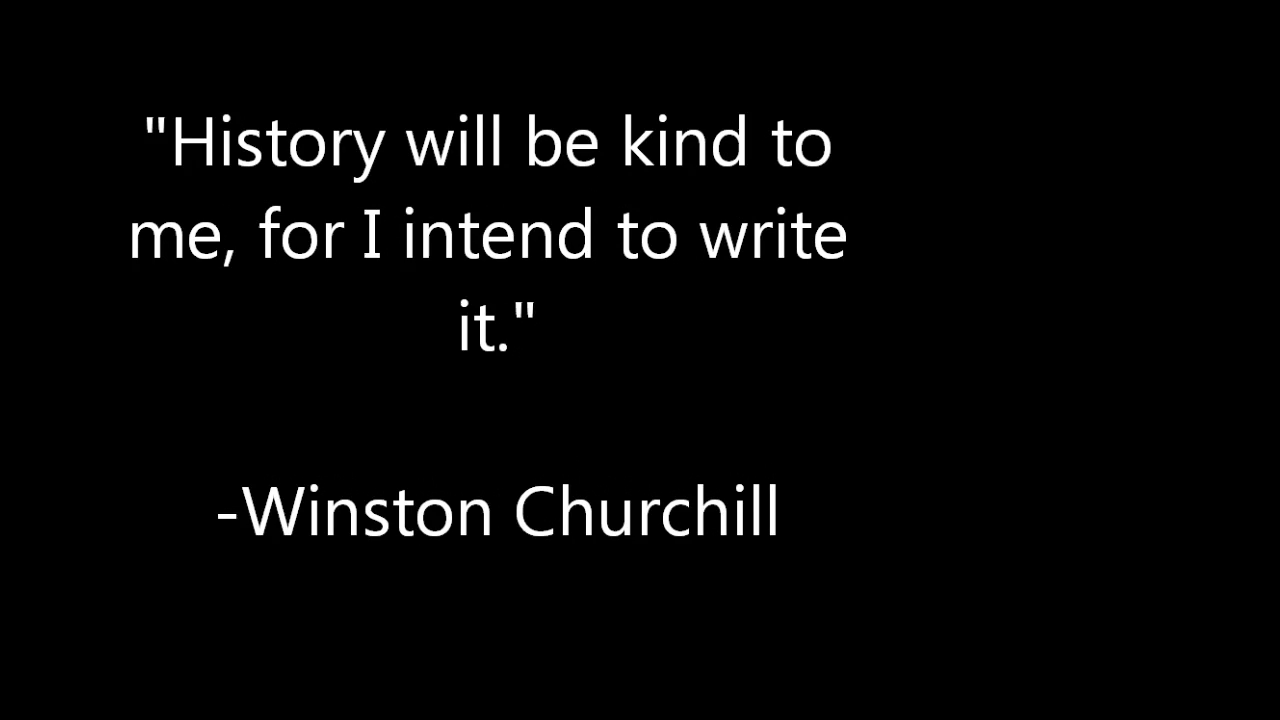 "History will be kind to
me, for I intend to write
it."
-Winston Churchill